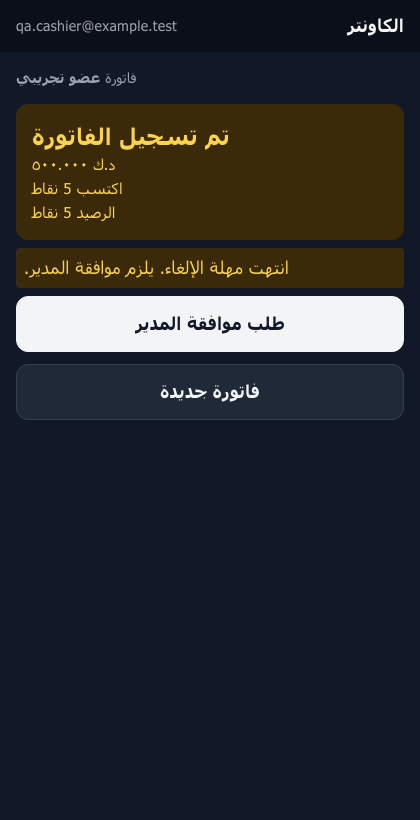 الكاونتر
qa.cashier@example.test
فاتورة عضو تجريبي
تم تسجيل الفاتورة
د.ك ٥٠٠.٠٠٠
اكتسب 5 نقاط
الرصيد 5 نقاط
انتهت مهلة الإلغاء. يلزم موافقة المدير.
طلب موافقة المدير
فاتورة جديدة